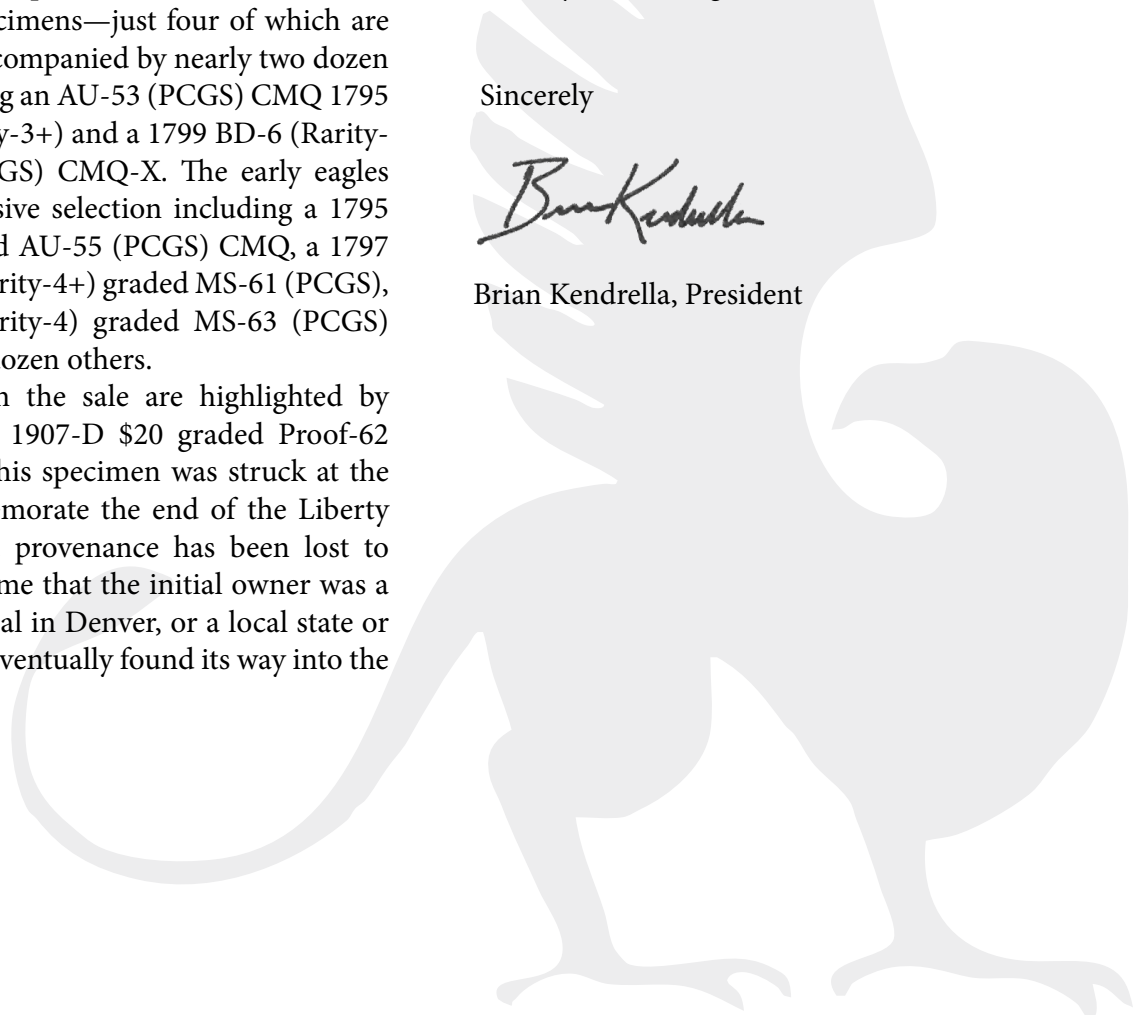 cimens—just four of which are
companied by nearly two dozen
g an AU-53 (PCGS) CMQ 1795
y-3+) and a 1799 BD-6 (Rarity-
GS) CMQ-X. The early eagles
sive selection including a 1795
d AU-55 (PCGS) CMQ, a 1797
rity-4+) graded MS-61 (PCGS),
rity-4) graded MS-63 (PCGS)
ozen others.
n the sale are highlighted by
1907-D $20 graded Proof-62
his specimen was struck at the
morate the end of the Liberty
provenance has been lost to
me that the initial owner was a
al in Denver, or a local state or
ventually found its way into the
Sincerely
Brian Kendrella
Brian Kendrella, President